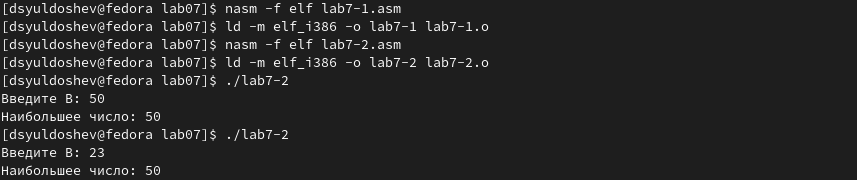 [dsyuldoshev@fedora lab07]$ nasm -f elf lab7-1.asm
[dsyuldoshev@fedora lab07]$ ld -m elf_i386 -o lab7-1 lab7-1.o
[dsyuldoshev@fedora lab07]$ nasm -f elf lab7-2.asm
[dsyuldoshev@fedora lab07]$ ld -m elf_i386 -o lab7-2 lab7-2.o
[dsyuldoshev@fedora lab07]$ ./lab7-2
Введите B: 50
Наибольшее число: 50
[dsyuldoshev@fedora lab07]$ ./lab7-2
Введите B: 23
Наибольшее число: 50